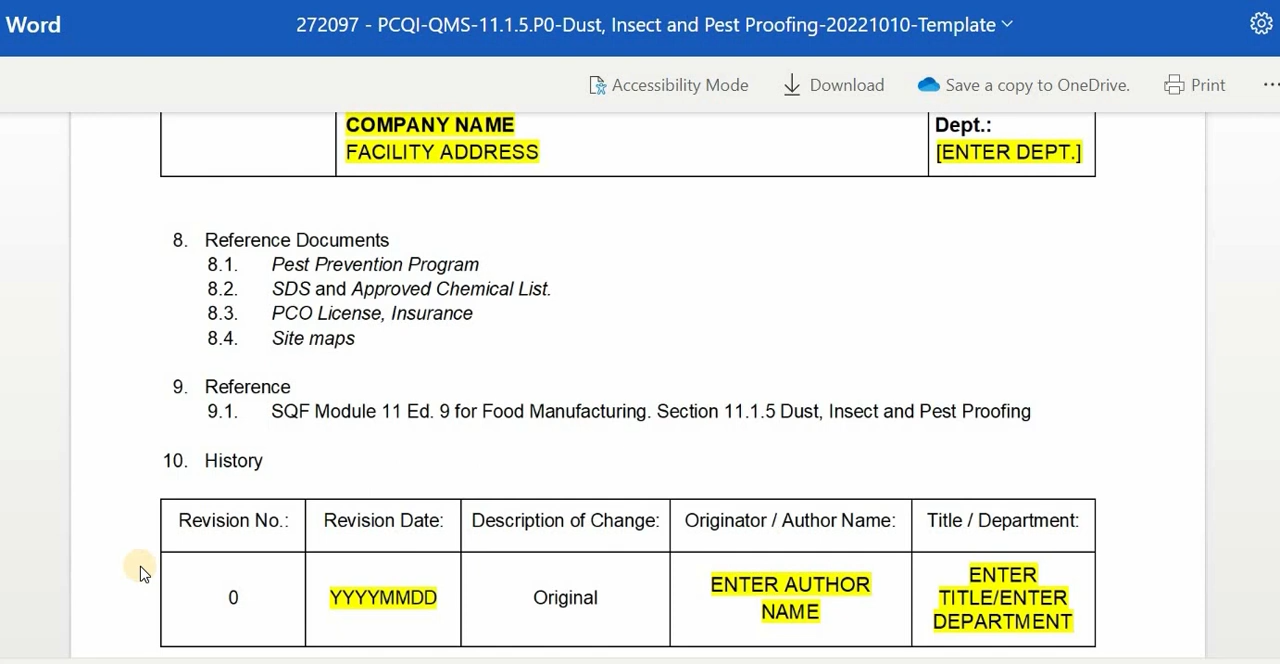 Word
272097 - PCQI-QMS-11.1.5.P0-Dust, Insect and Pest Proofing-20221010-Template
Accessibility Mode
Download
Save a copy to OneDrive.
Print
COMPANY NAME
FACILITY ADDRESS
Dept.:
[ENTER DEPT.]
8. Reference Documents
8.1. Pest Prevention Program
8.2. SDS and Approved Chemical List.
8.3. PCO License, Insurance
8.4. Site maps
9. Reference
9.1. SQF Module 11 Ed. 9 for Food Manufacturing. Section 11.1.5 Dust, Insect and Pest Proofing
10. History
Revision No.: Revision Date: Description of Change: Originator / Author Name: Title / Department:
0
YYYYMMDD
Original
ENTER AUTHOR
NAME
ENTER
TITLE/ENTER
DEPARTMENT